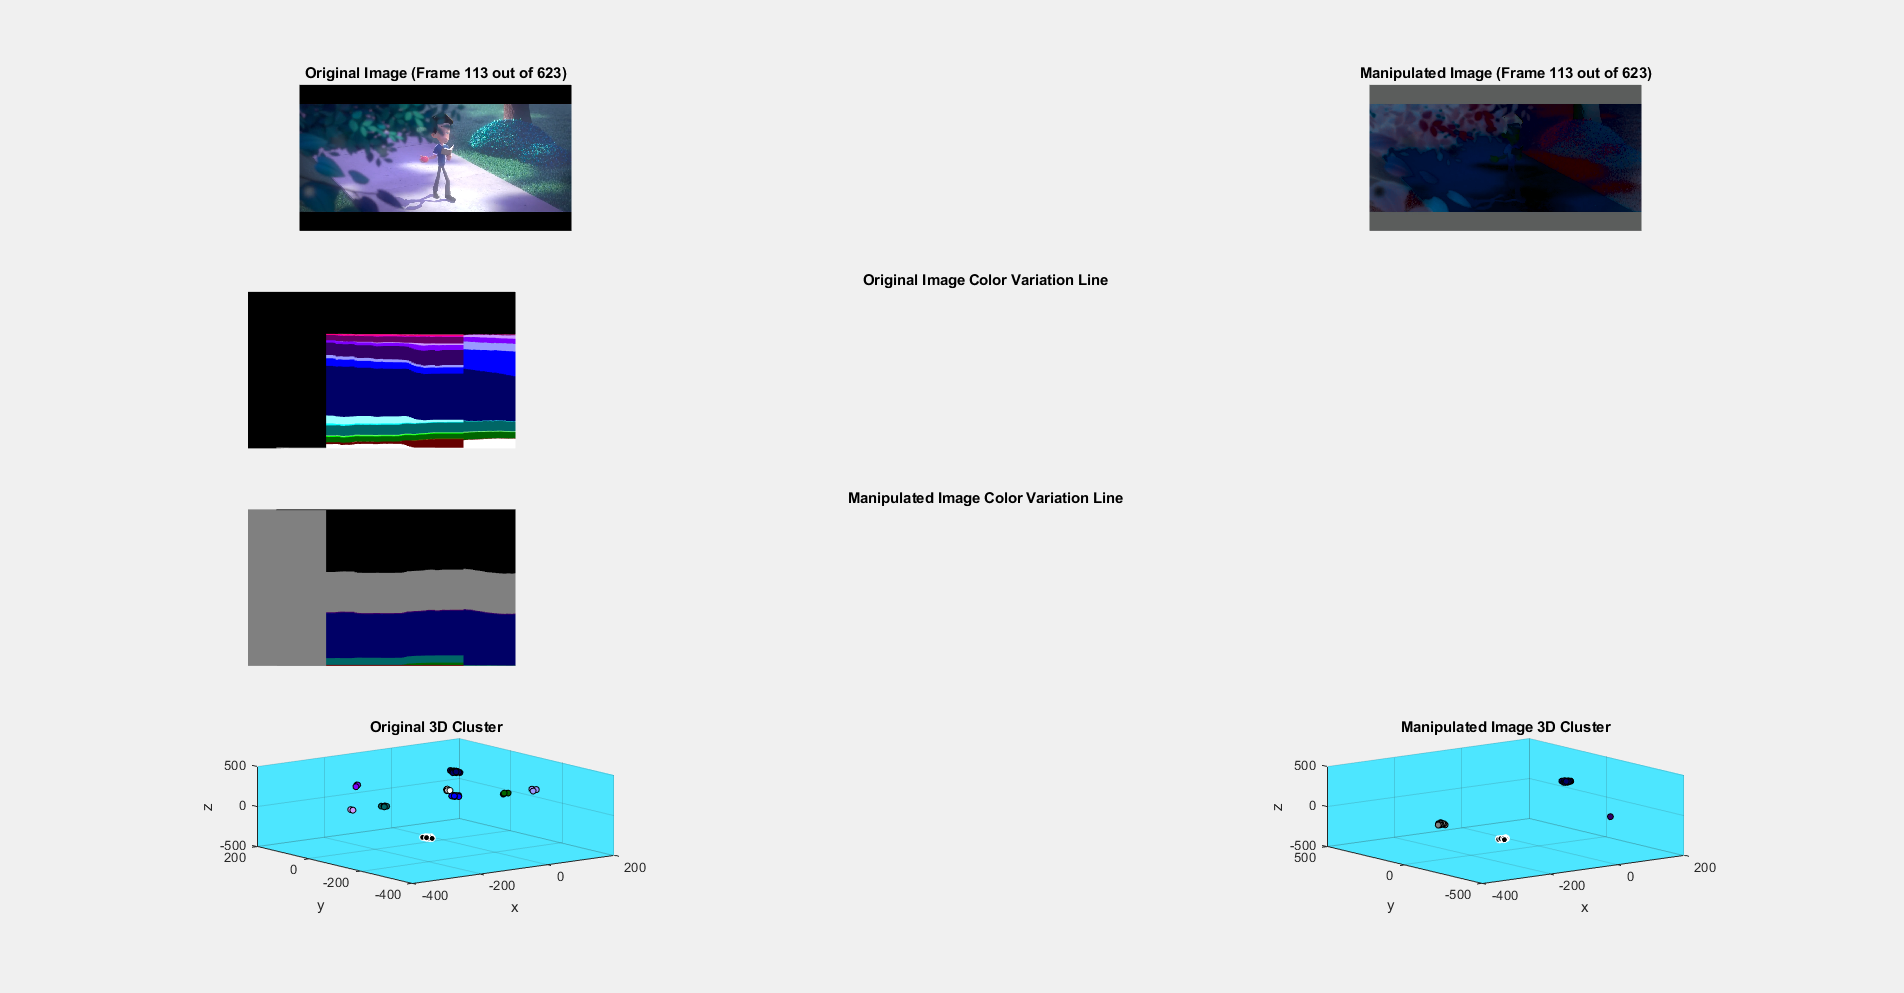 Original Image (Frame 113 out of 623)
Manipulated Image (Frame 113 out of 623)
Original Image Color Variation Line
Manipulated Image Color Variation Line
Original 3D Cluster
500
0
-500
z
200
0
-200
-400
y
-400
-200
0
200
x
Manipulated Image 3D Cluster
500
0
-500
z
500
0
-500
y
-400
-200
0
200
x